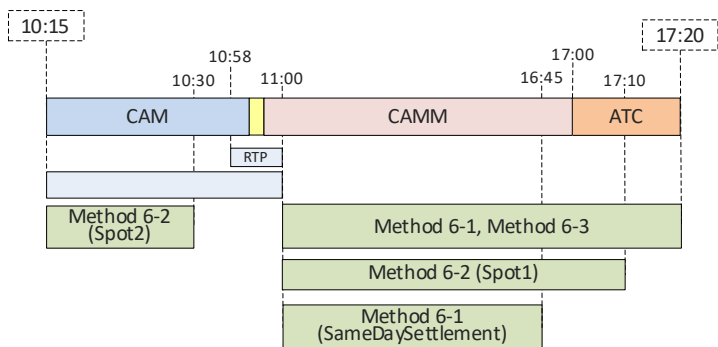 10:15
17:20
10:58
17:00
10:30
11:00
16:45
17:10
CAM
CAMM
ATC
RTP
Method 6-2
(Spot2)
Method 6-1, Method 6-3
Method 6-2 (Spot1)
Method 6-1
(SameDaySettlement)